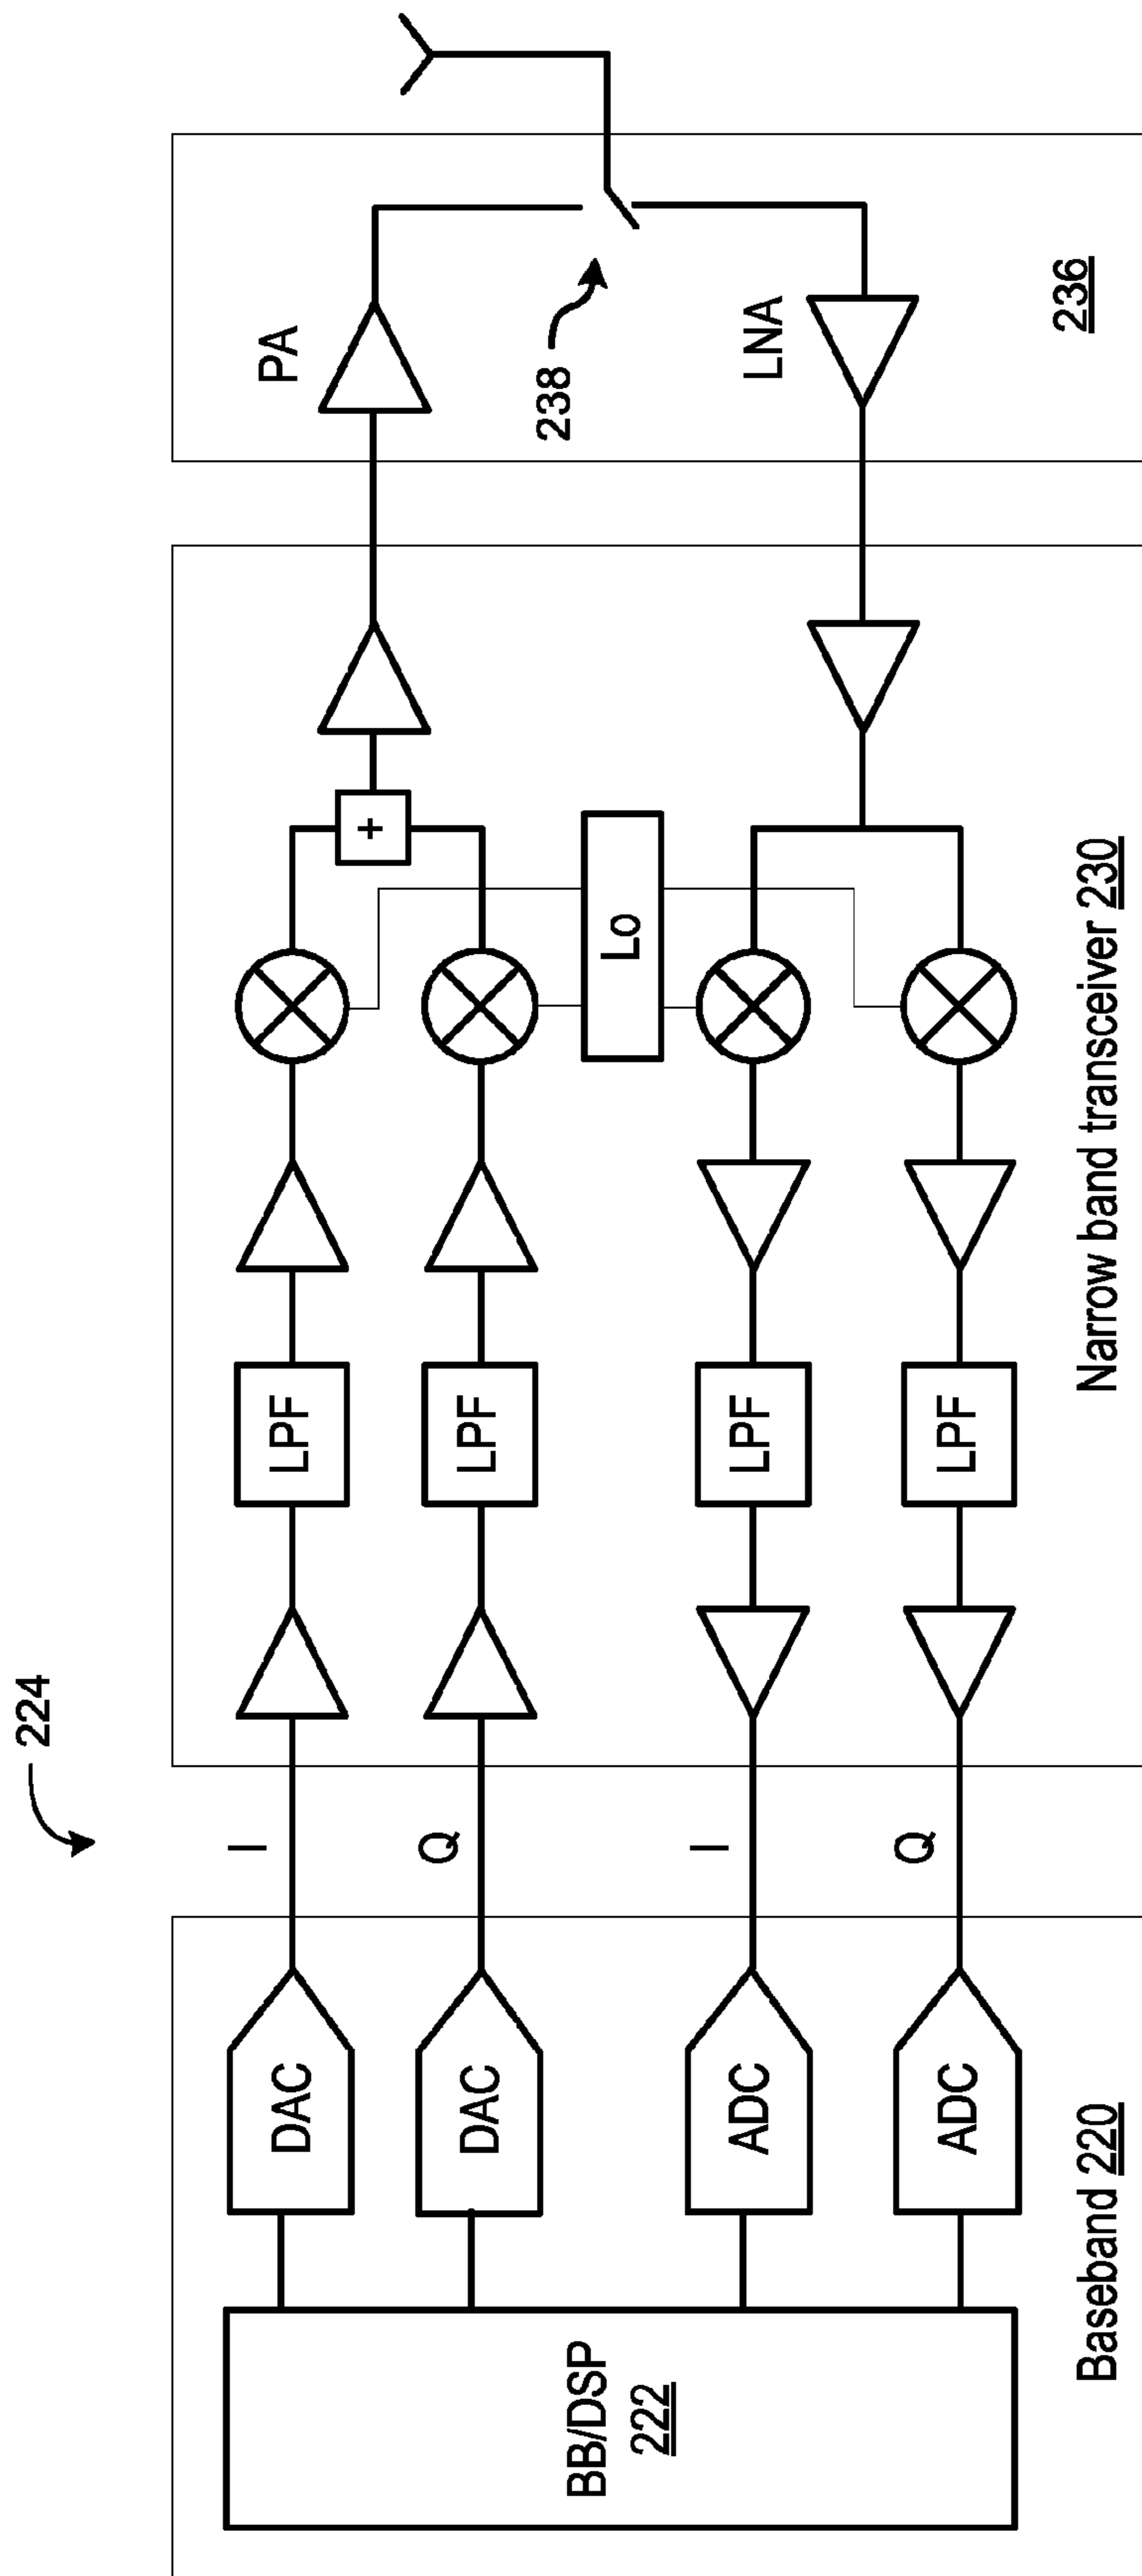 224
BB/DSP
222
DAC
DAC
ADC
ADC
Baseband 220
I
Q
I
Q
LPF
LPF
LPF
LPF
Lo
+
Narrow band transceiver 230
PA
238
LNA
236